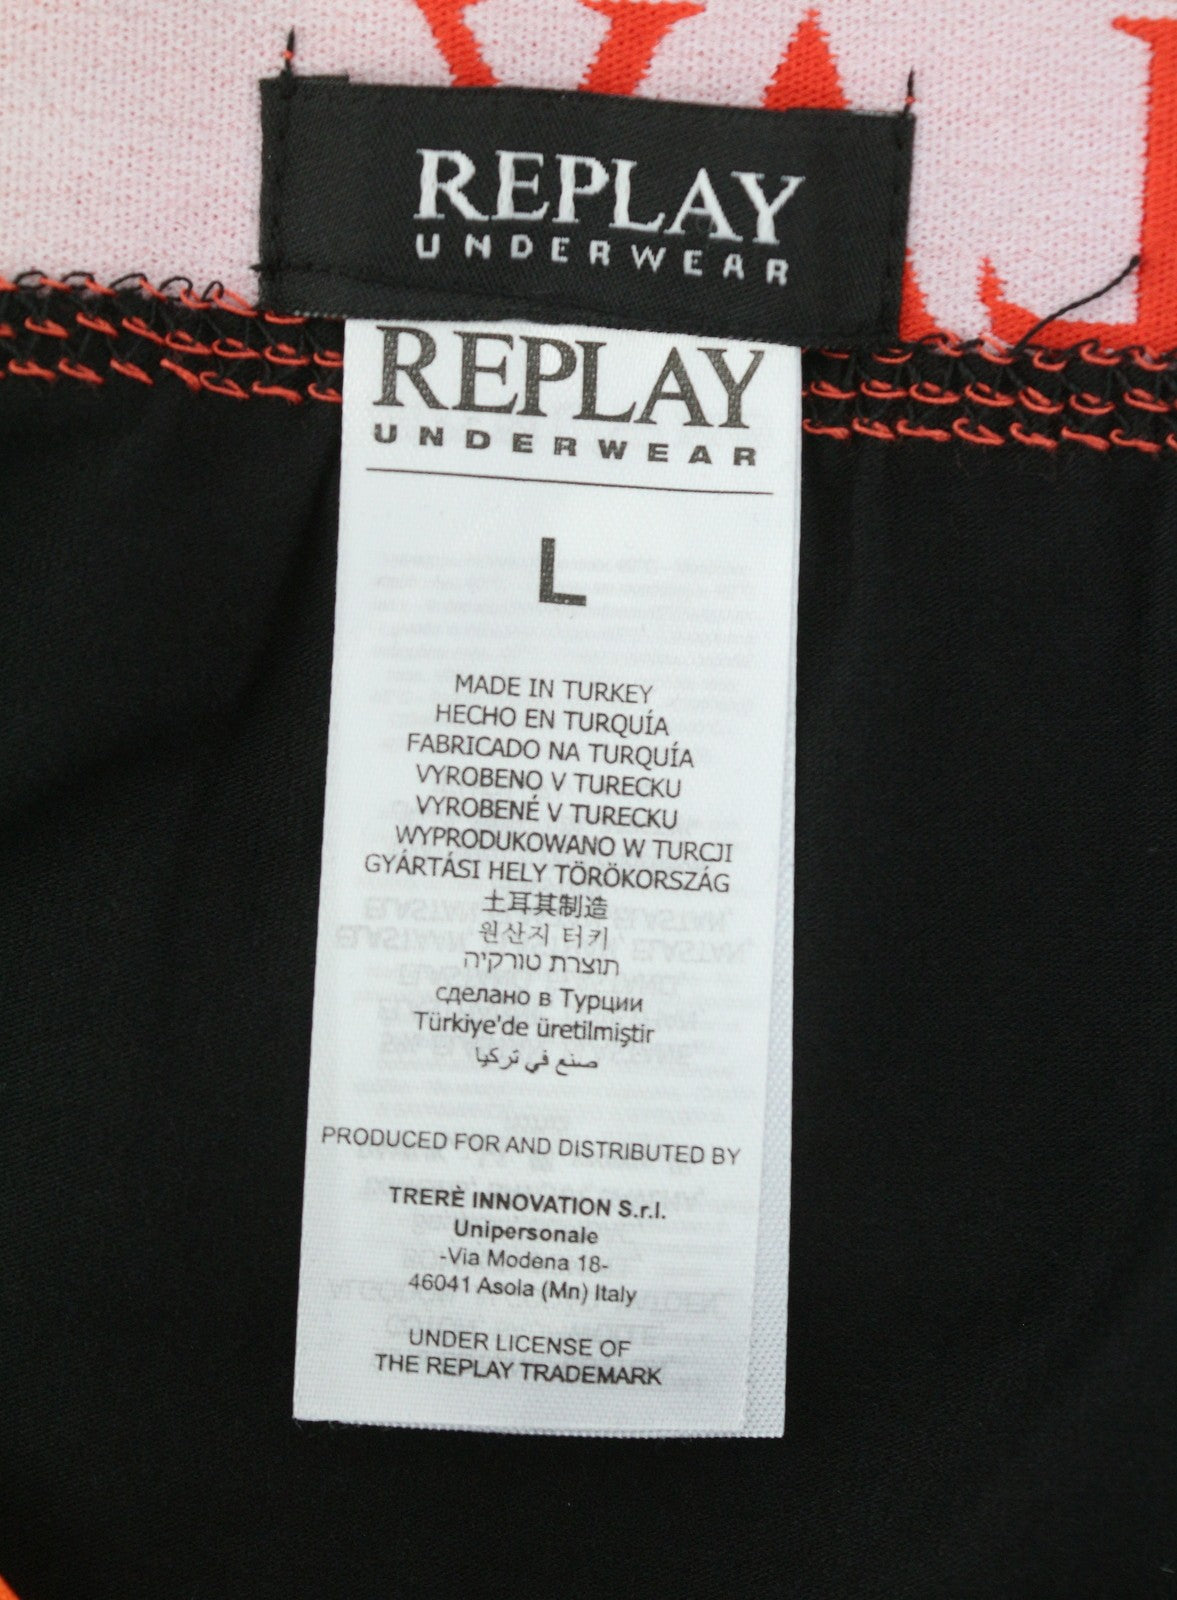 REPLAY
UNDERWEAR
REPLAY
UNDERWEAR
L
MADE IN TURKEY
HECHO EN TURQUÍA
FABRICADO NA TURQUÍA
VYROBENO V TURECKU
VYROBENÉ V TURECKU
WYPRODUKOWANO W TURCJI
GYÁRTÁSI HELY TÖRÖKORSZÁG
土耳其制造
원산지 터키
תוצרת טורקיה
сделано в Турции
Türkiye'de üretilmiştir
صنع في تركيا
PRODUCED FOR AND DISTRIBUTED BY
TRERÈ INNOVATION S.r.l.
Unipersonale
-Via Modena 18-
46041 Asola (Mn) Italy
UNDER LICENSE OF
THE REPLAY TRADEMARK